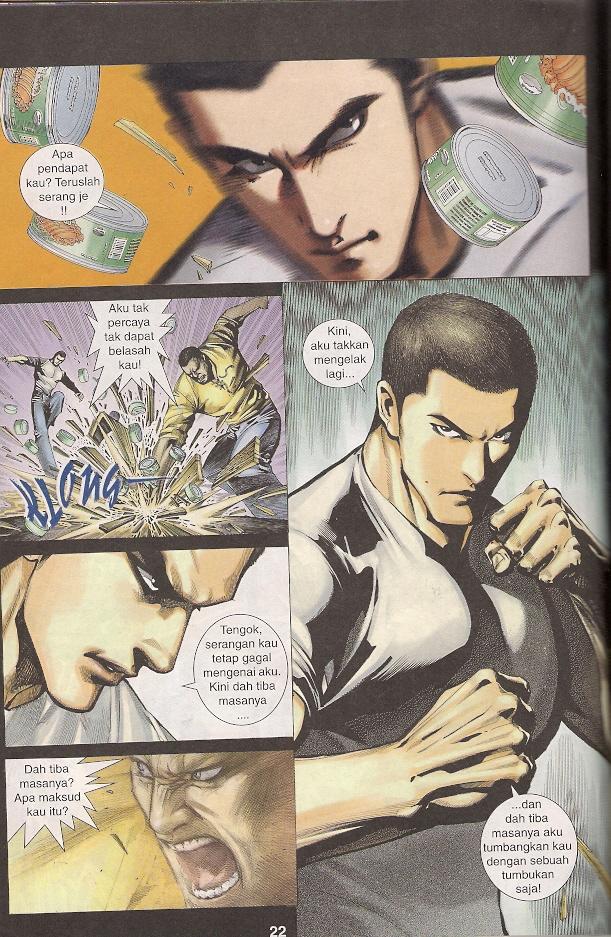 Apa
pendapat
kau? Teruslah
serang je
!!
Aku tak
percaya
tak dapat
belasah
kau!
KLONG
Tengok,
serangan kau
tetap gagal
mengenai aku.
Kini dah tiba
masanya
....
Dah tiba
masanya?
Apa maksud
kau itu?
Kini,
aku takkan
mengelak
lagi...
...dan
dah tiba
masanya aku
tumbangkan kau
dengan sebuah
tumbukan
saja!
22